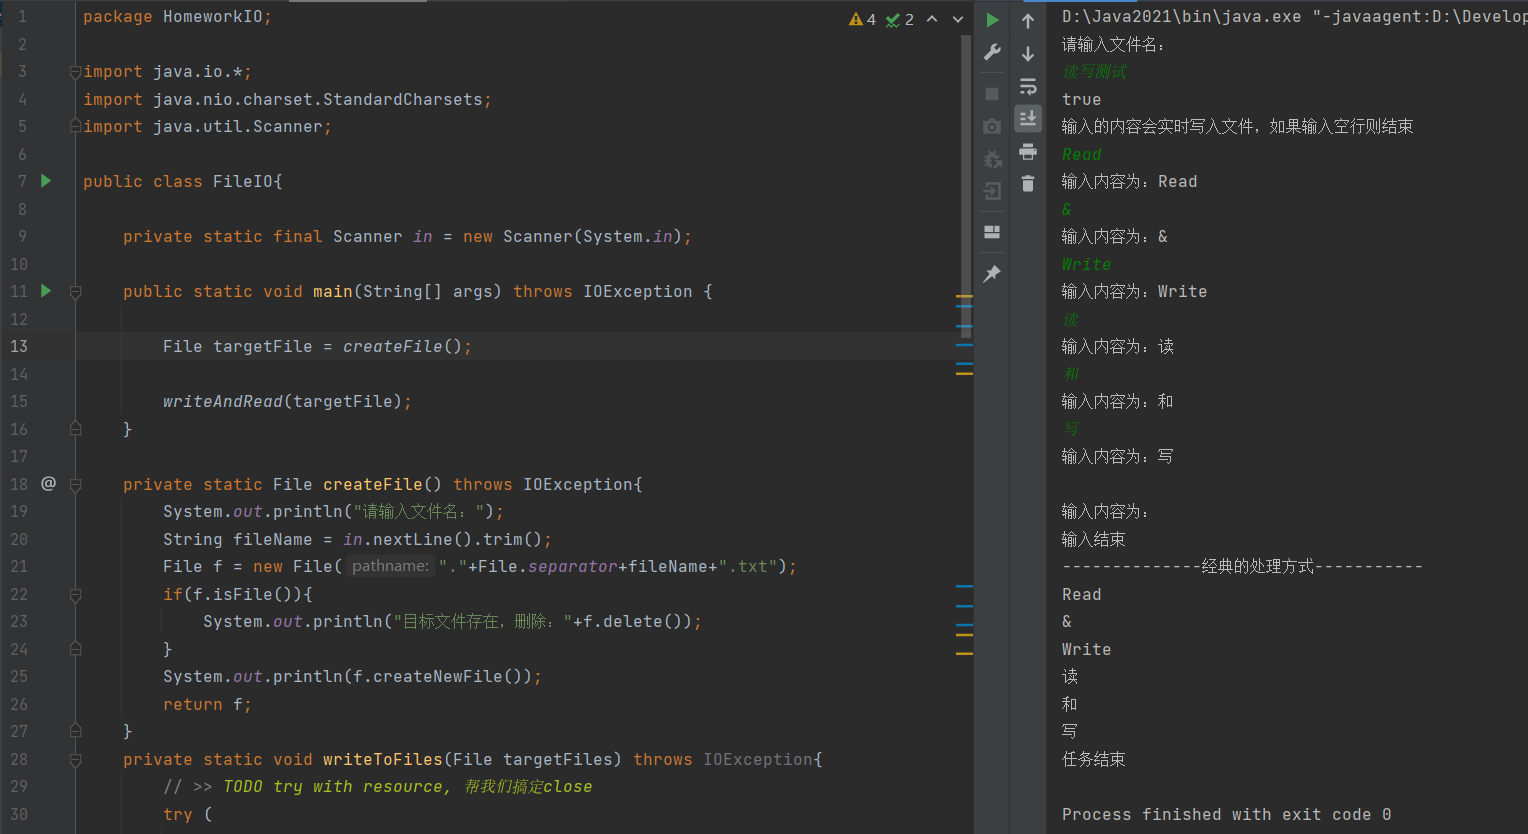 1 package HomeworkIO;
2
3 import java.io.*;
4 import java.nio.charset.StandardCharsets;
5 import java.util.Scanner;
6
7 public class FileIO{
8
9 private static final Scanner in = new Scanner(System.in);
10
11 public static void main(String[] args) throws IOException {
12
13 File targetFile = createFile();
14
15 writeAndRead(targetFile);
16 }
17
18 @ private static File createFile() throws IOException{
19 System.out.println("请输入文件名：");
20 String fileName = in.nextLine().trim();
21 File f = new File( pathname: "."+File.separator+fileName+".txt");
22 if(f.isFile()){
23 System.out.println("目标文件存在，删除："+f.delete());
24 }
25 System.out.println(f.createNewFile());
26 return f;
27 }
28 private static void writeToFiles(File targetFiles) throws IOException{
29 // >> TODO try with resource, 帮我们搞定close
30 try (
4 2
D:\Java2021\bin\java.exe "-javaagent:D:\Develop
请输入文件名：
读写测试
true
输入的内容会实时写入文件，如果输入空行则结束
Read
输入内容为：Read
&
输入内容为：&
Write
输入内容为：Write
读
输入内容为：读
和
输入内容为：和
写
输入内容为：写
输入内容为：
输入结束
--------------经典的处理方式-----------
Read
&
Write
读
和
写
任务结束
Process finished with exit code 0